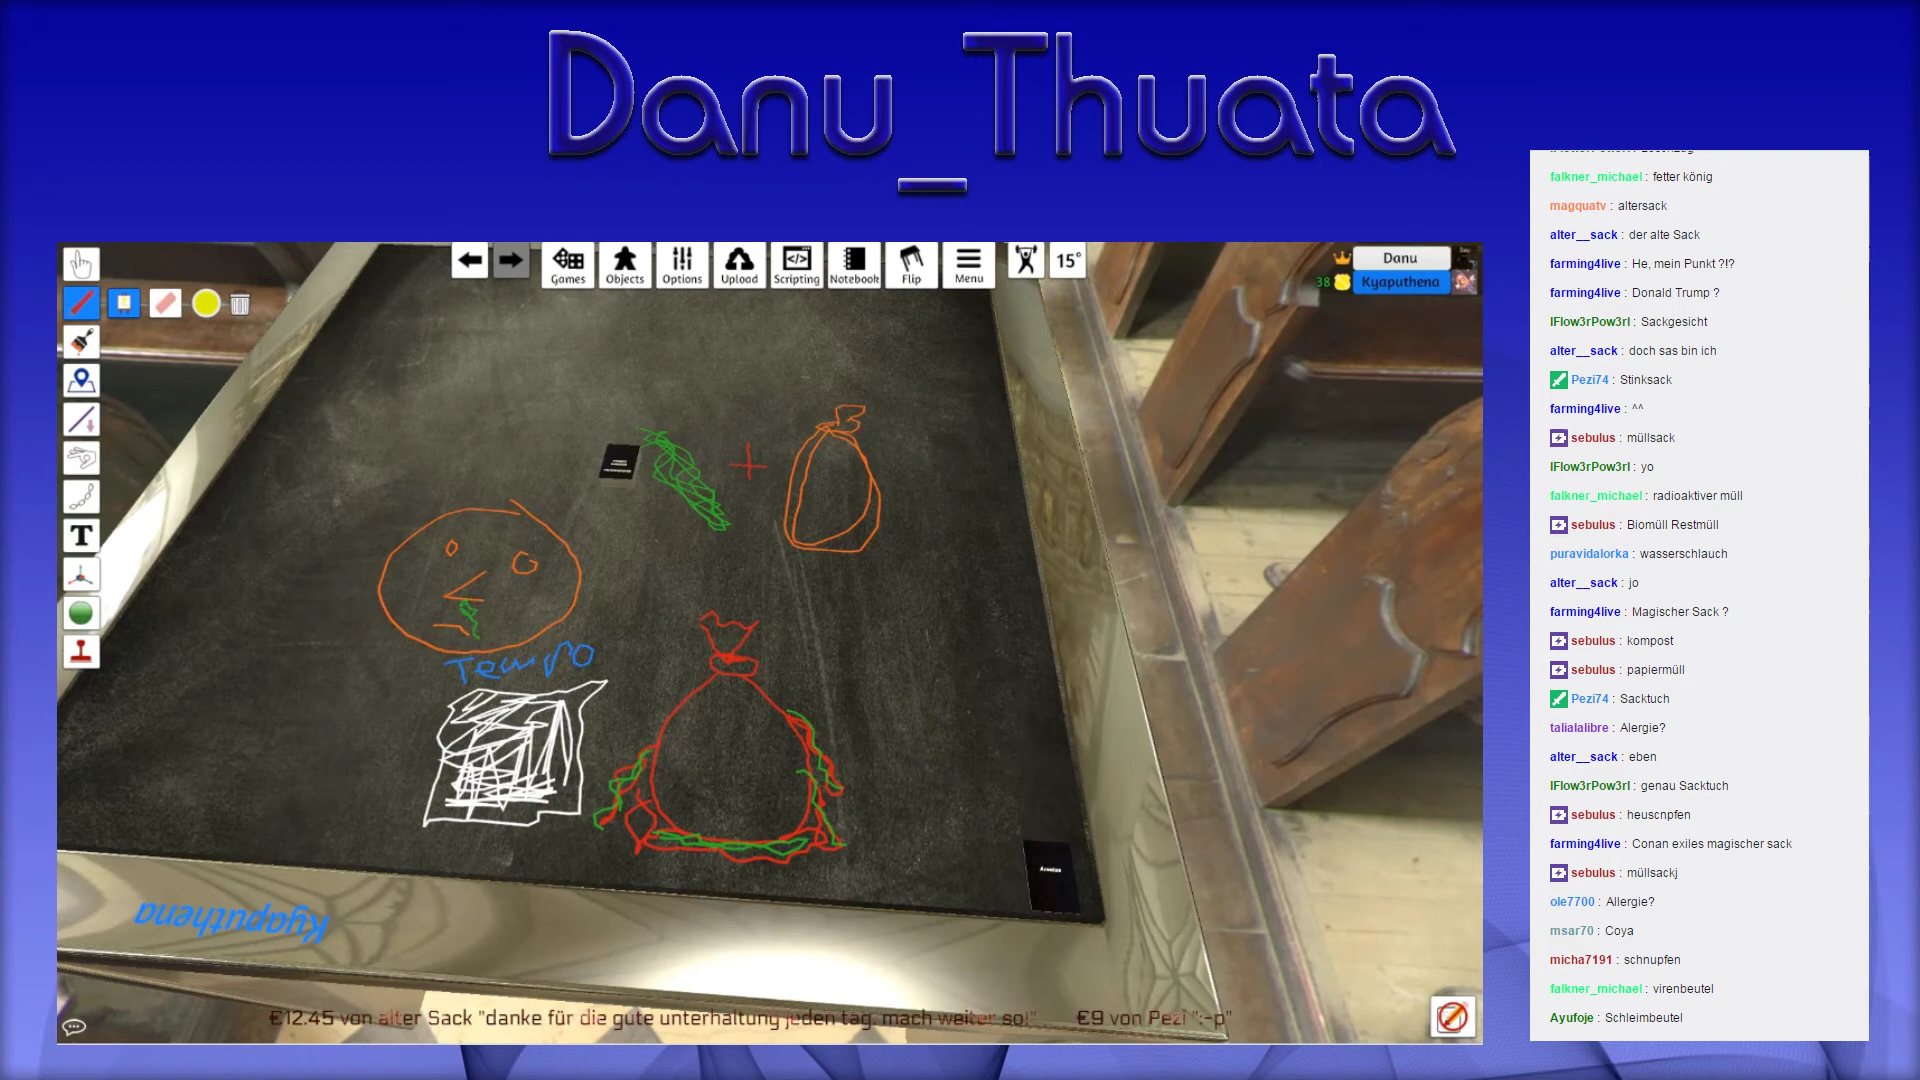 Danu_Thuata
Games
Objects
Options
Upload
Scripting
Notebook
Flip
Menu
15°
Danu
38
Kyaputhena
T
Tempo
Kyaputhena
€12.45 von alter Sack "danke für die gute unterhaltung jeden tag. mach weiter so!" €9 von Pezi ":-p"
falkner_michael : fetter könig
magquatv : altersack
alter__sack : der alte Sack
farming4live : He, mein Punkt ?!?
farming4live : Donald Trump ?
IFlow3rPow3rI : Sackgesicht
alter__sack : doch sas bin ich
Pezi74 : Stinksack
farming4live : ^^
sebulus : müllsack
IFlow3rPow3rI : yo
falkner_michael : radioaktiver müll
sebulus : Biomüll Restmüll
puravidalorka : wasserschlauch
alter__sack : jo
farming4live : Magischer Sack ?
sebulus : kompost
sebulus : papiermüll
Pezi74 : Sacktuch
talialalibre : Alergie?
alter__sack : eben
IFlow3rPow3rI : genau Sacktuch
sebulus : heuscnpfen
farming4live : Conan exiles magischer sack
sebulus : müllsackj
ole7700 : Allergie?
msar70 : Coya
micha7191 : schnupfen
falkner_michael : virenbeutel
Ayufoje : Schleimbeutel